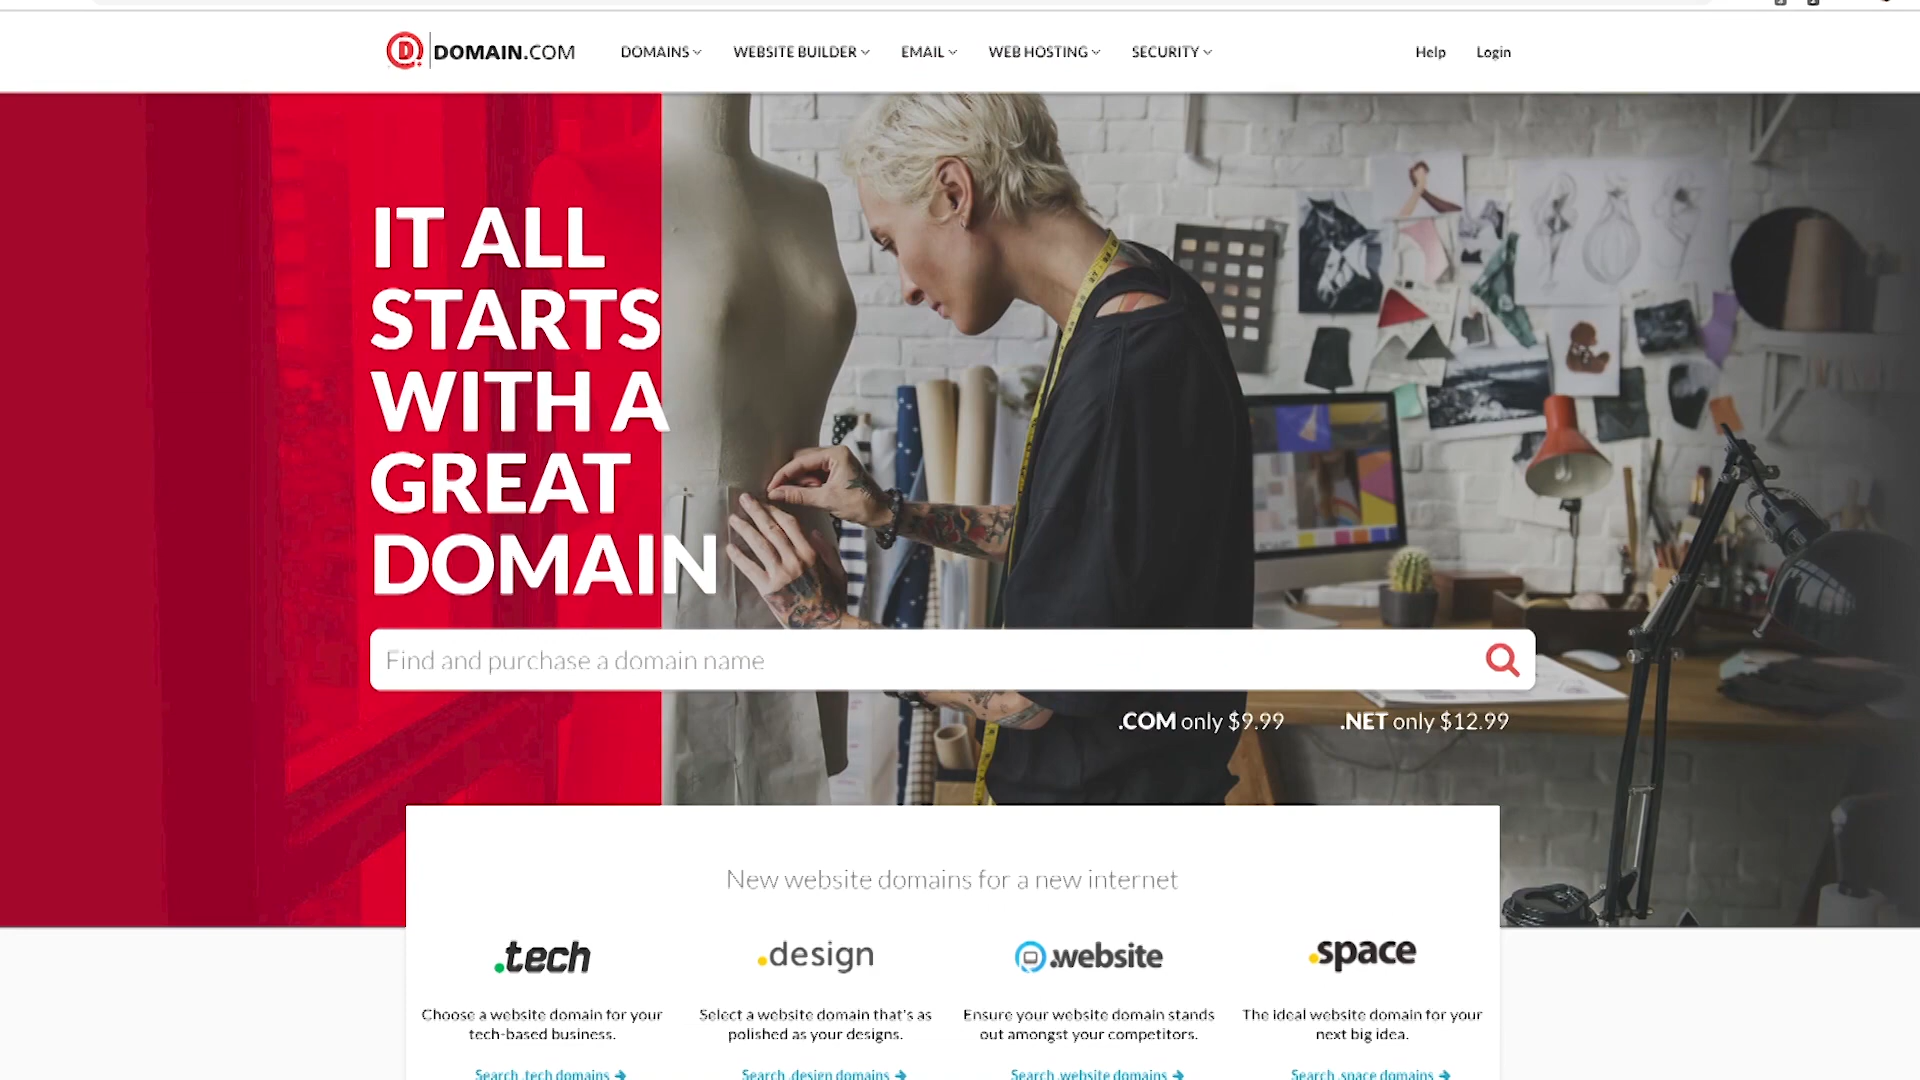 DOMAIN.COM
DOMAINS
WEBSITE BUILDER
EMAIL
WEB HOSTING
SECURITY
Help
Login
IT ALL
STARTS
WITH A
GREAT
DOMAIN
Find and purchase a domain name
.COM only $9.99
.NET only $12.99
New website domains for a new internet
.tech
.design
.website
.space
Choose a website domain for your
tech-based business.
Select a website domain that's as
polished as your designs.
Ensure your website domain stands
out amongst your competitors.
The ideal website domain for your
next big idea.
Search .tech domains
Search .design domains
Search .website domains
Search .space domains